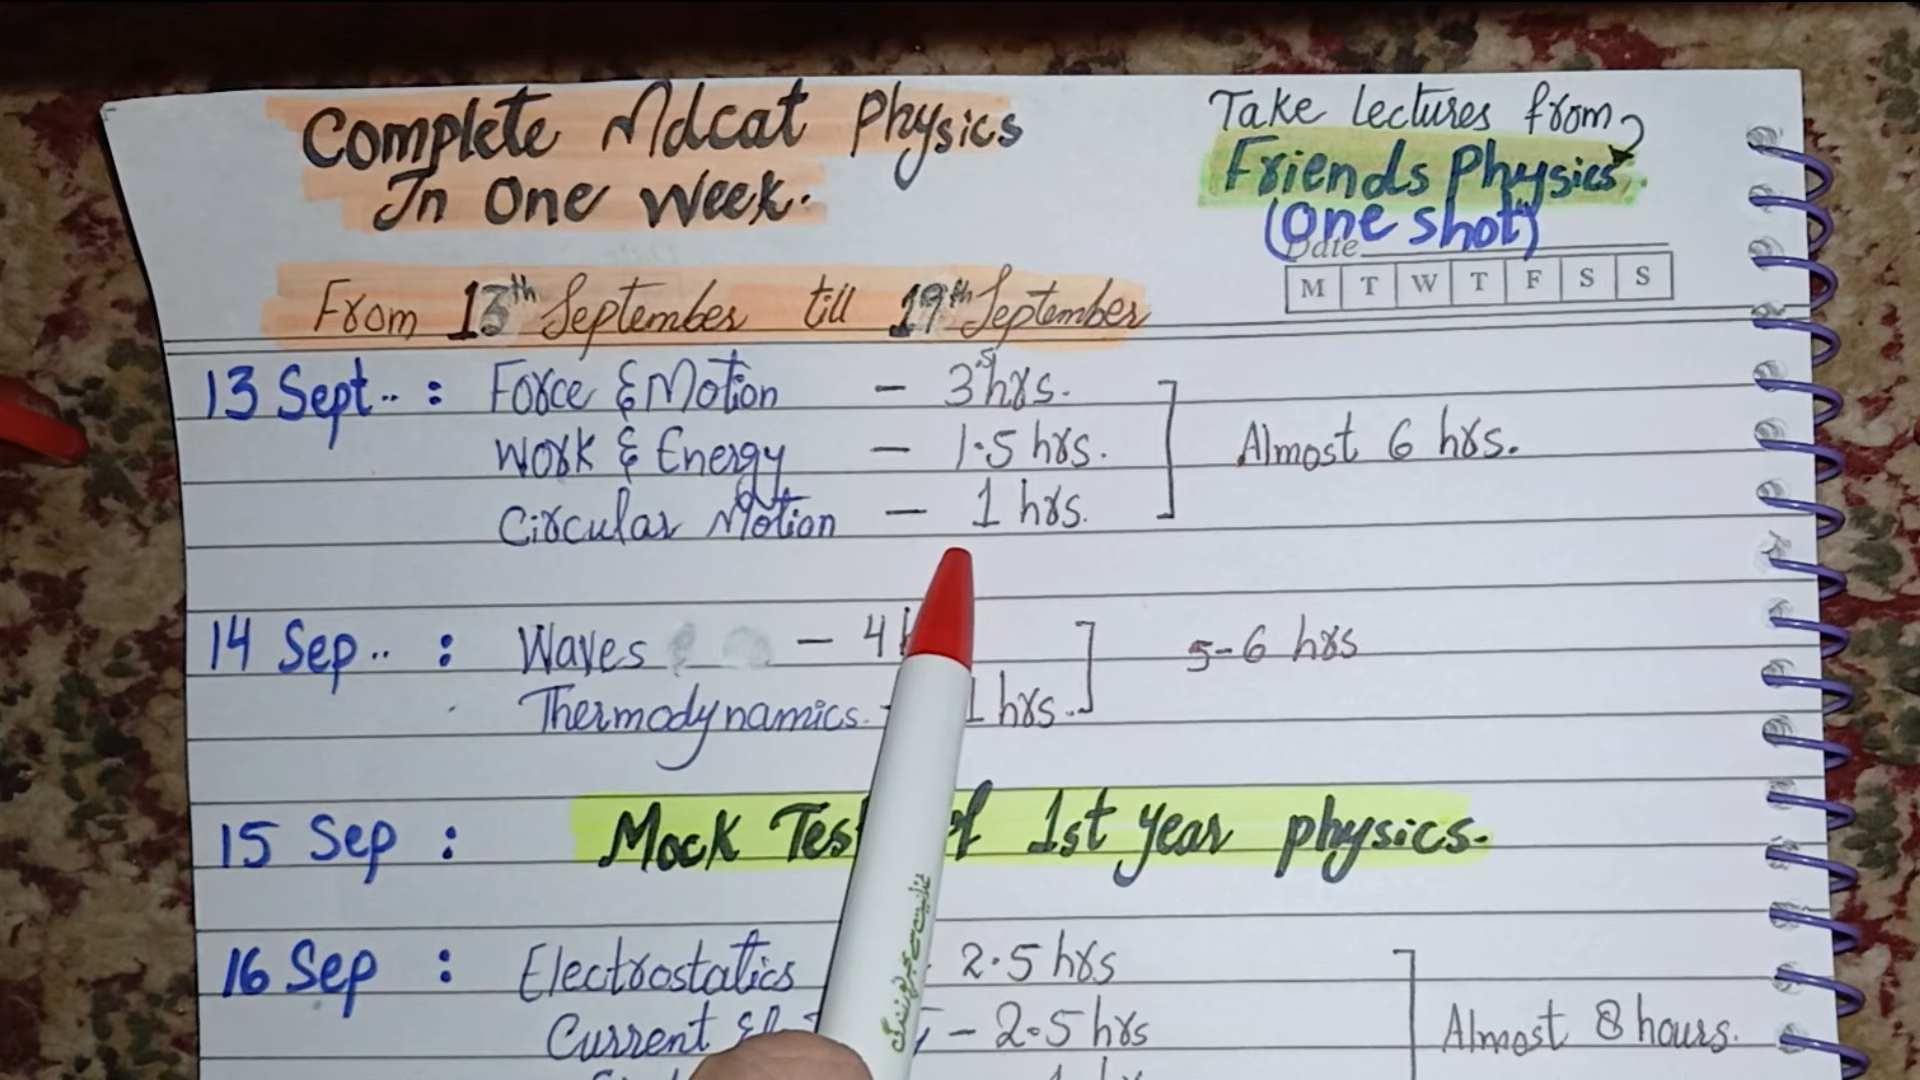 Complete Mdcat Physics
In One Week.
Take lectures from
Friends Physics
(One shot)
Date
M T W T F S S
From 13th September till 19th September
13 Sept.. : Force & Motion - 3 hrs.
Work & Energy - 1.5 hrs.
Circular Motion - 1 hrs.
Almost 6 hrs.
14 Sep.. : Waves - 4
Thermodynamics - 1 hrs.
5-6 hrs
15 Sep : Mock Test of 1st year physics.
16 Sep : Electrostatics - 2.5 hrs
Current - 2.5 hrs
Almost 8 hours.